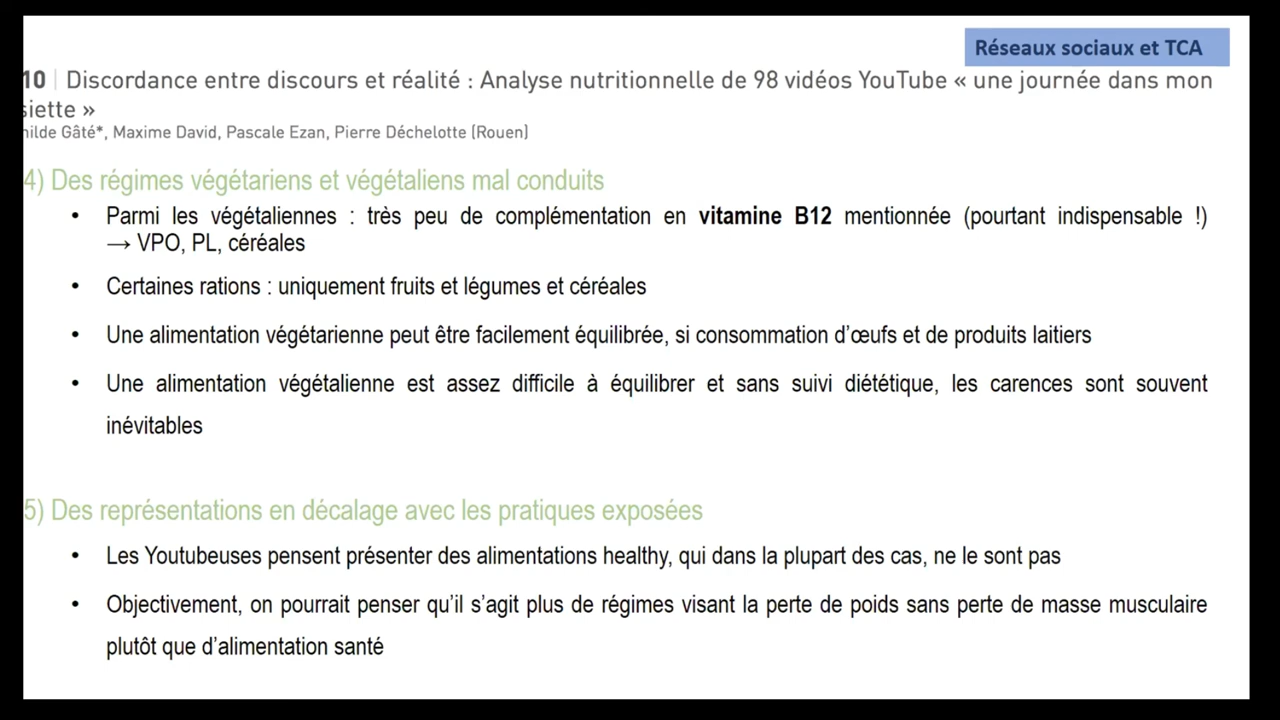 Réseaux sociaux et TCA
10 | Discordance entre discours et réalité : Analyse nutritionnelle de 98 vidéos YouTube « une journée dans mon
siette »
hilde Gâté*, Maxime David, Pascale Ezan, Pierre Déchelotte (Rouen)
4) Des régimes végétariens et végétaliens mal conduits
• Parmi les végétaliennes : très peu de complémentation en vitamine B12 mentionnée (pourtant indispensable !)
→ VPO, PL, céréales
• Certaines rations : uniquement fruits et légumes et céréales
• Une alimentation végétarienne peut être facilement équilibrée, si consommation d'œufs et de produits laitiers
• Une alimentation végétalienne est assez difficile à équilibrer et sans suivi diététique, les carences sont souvent
inévitables
5) Des représentations en décalage avec les pratiques exposées
• Les Youtubeuses pensent présenter des alimentations healthy, qui dans la plupart des cas, ne le sont pas
• Objectivement, on pourrait penser qu'il s'agit plus de régimes visant la perte de poids sans perte de masse musculaire
plutôt que d'alimentation santé